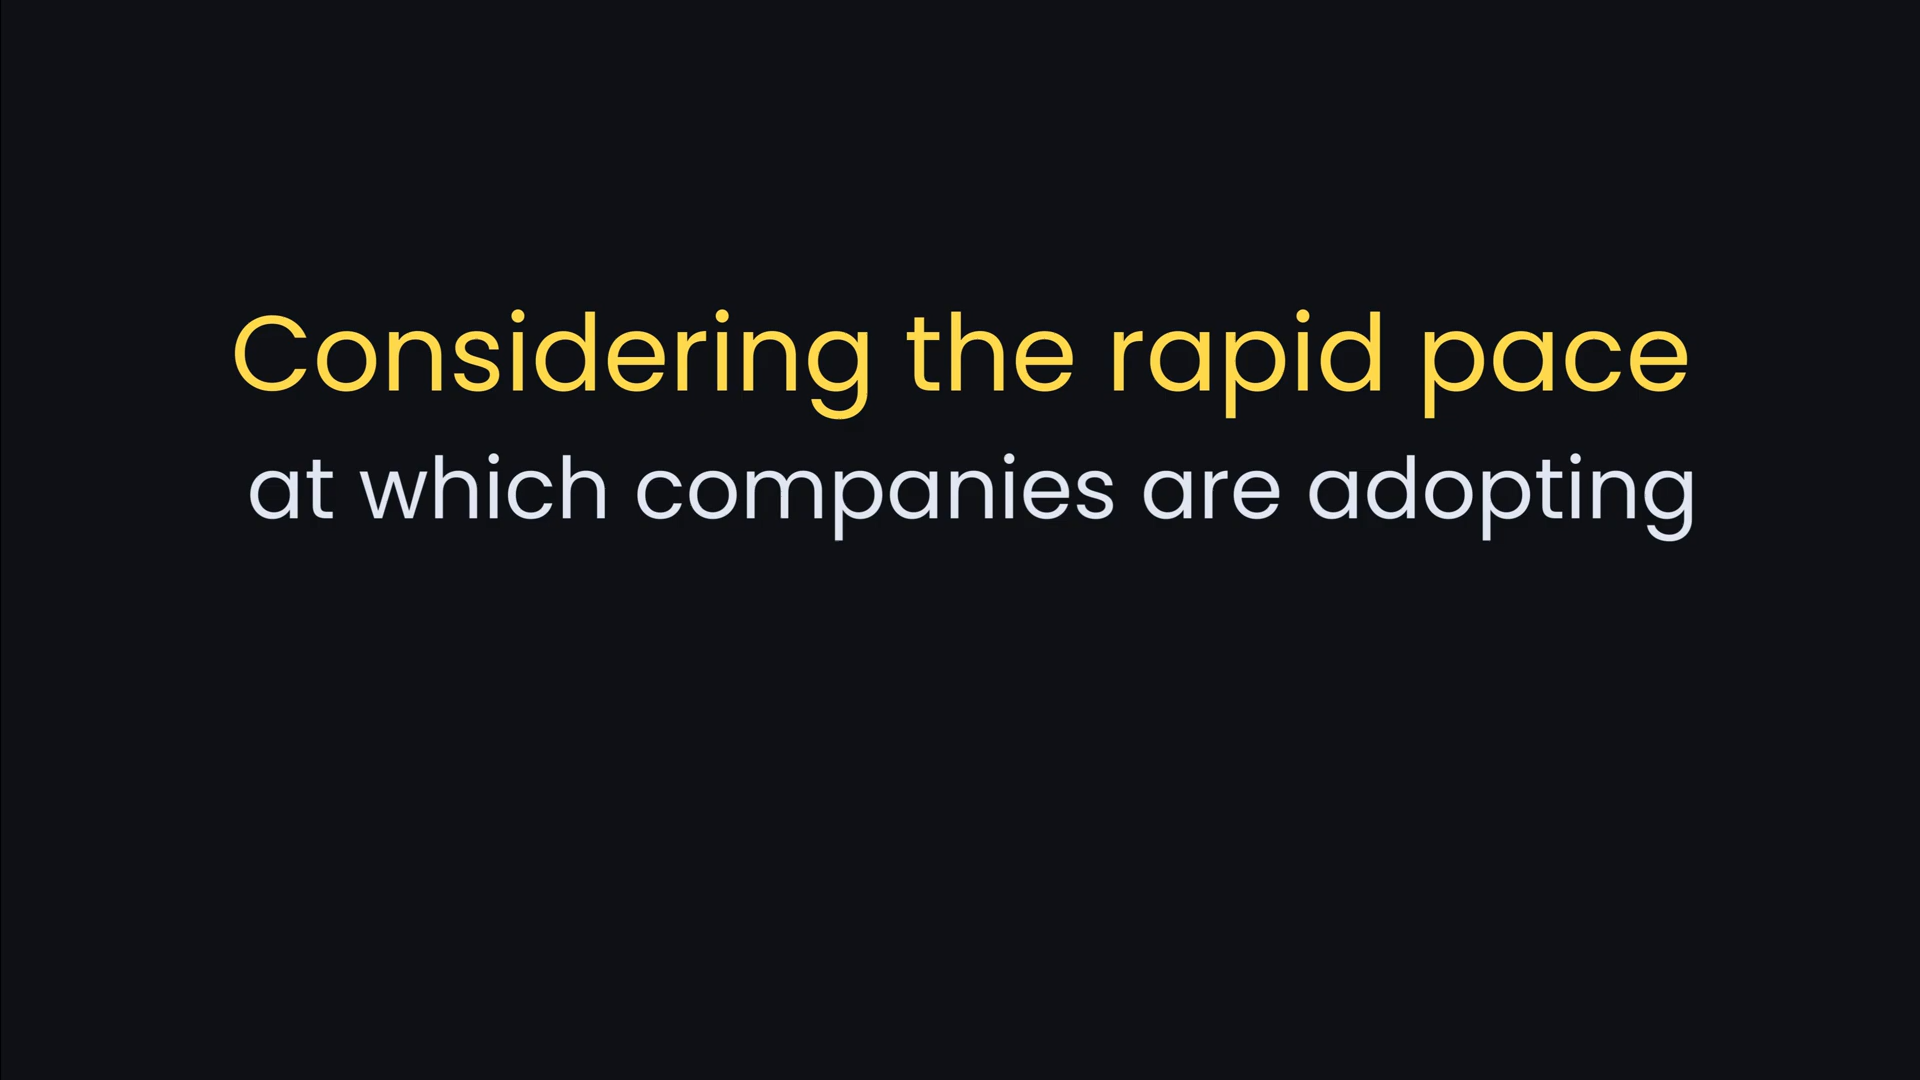 Considering the rapid pace
at which companies are adopting